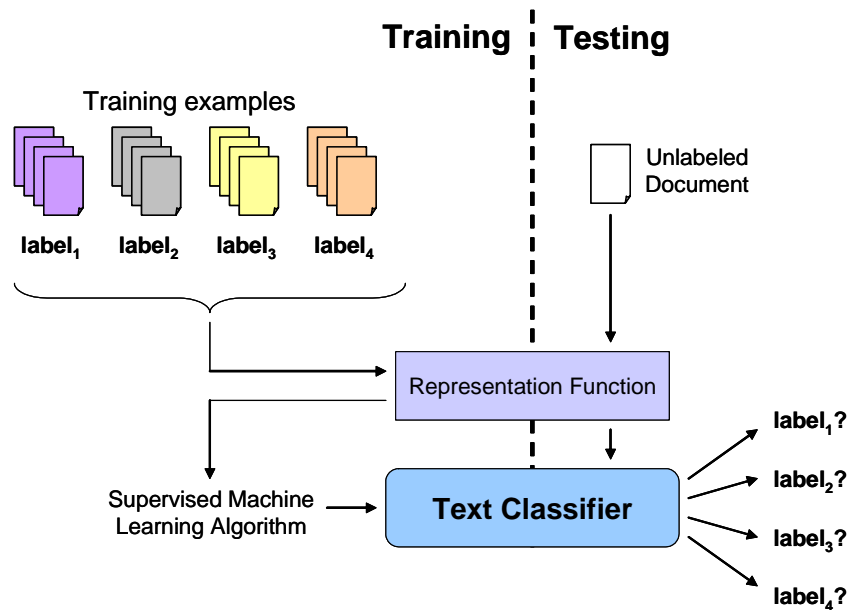 Training
Testing
Training examples
label₁
label₂
label₃
label₄
Unlabeled
Document
Representation Function
Supervised Machine
Learning Algorithm
Text Classifier
label₁?
label₂?
label₃?
label₄?